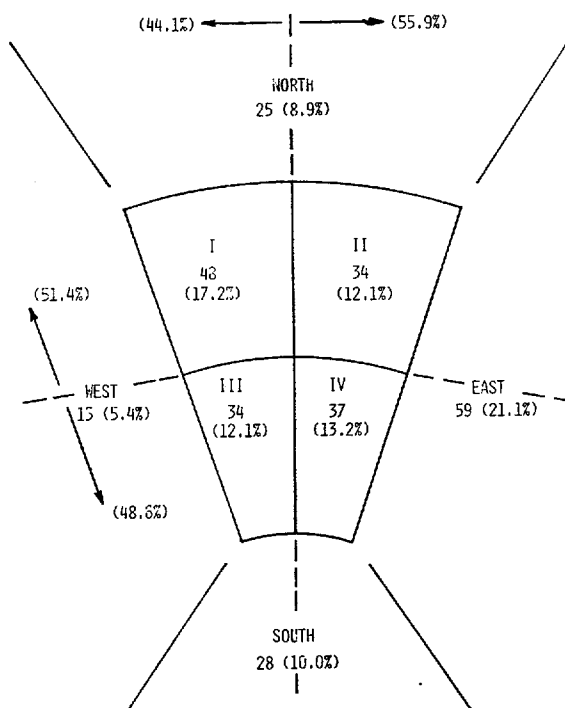 (44.1%) (55.9%)
NORTH
25 (8.9%)
I II
48 34
(17.2%) (12.1%)
(51.4%)
WEST III IV EAST
15 (5.4%) 34 37 59 (21.1%)
(12.1%) (13.2%)
(48.6%)
SOUTH
28 (10.0%)